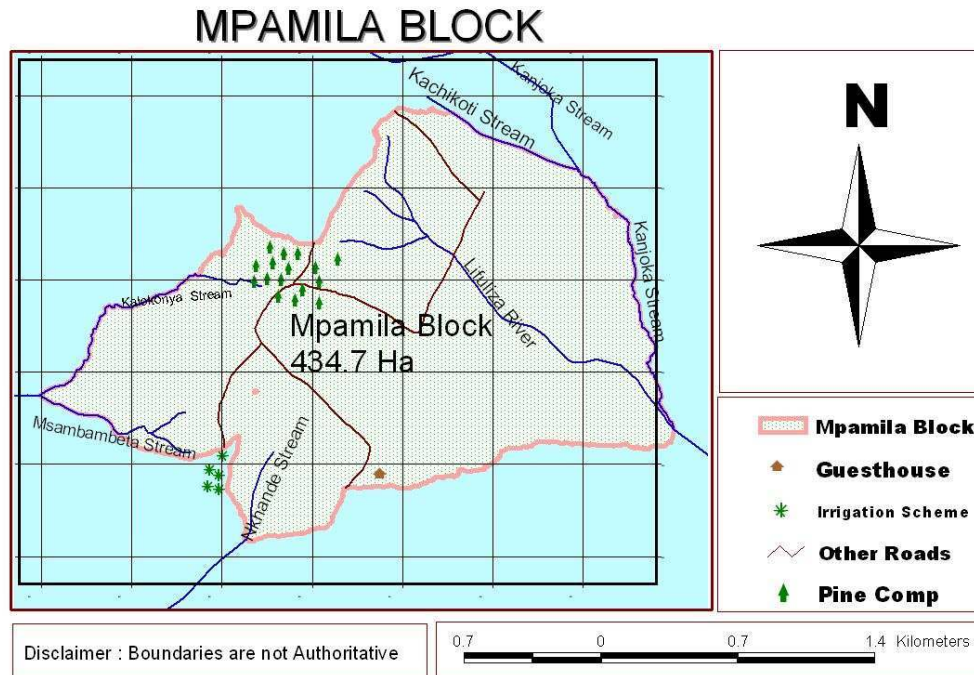 MPAMILA BLOCK
Kanjoka Stream
Kachikoti Stream
Kanjoka Stream
Lifuliza River
Kalokonya Stream
Mpamila Block
434.7 Ha
Msambambeta Stream
Nkhande Stream
N
Mpamila Block
Guesthouse
Irrigation Scheme
Other Roads
Pine Comp
Disclaimer : Boundaries are not Authoritative
0.7 0 0.7 1.4 Kilometers